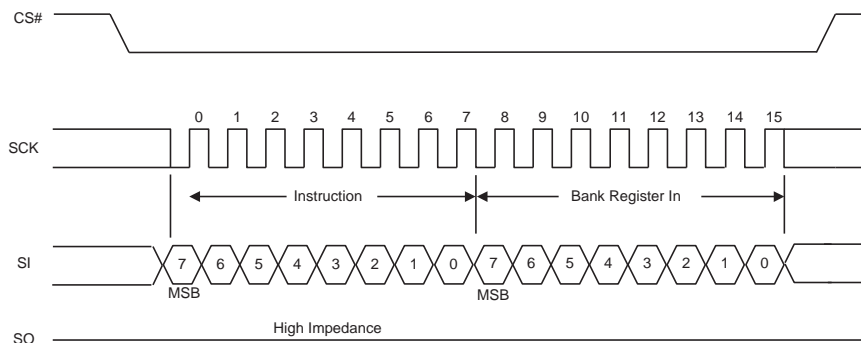 CS#
0 1 2 3 4 5 6 7 8 9 10 11 12 13 14 15
SCK
Instruction Bank Register In
SI 7 6 5 4 3 2 1 0 7 6 5 4 3 2 1 0
MSB MSB
High Impedance
SO